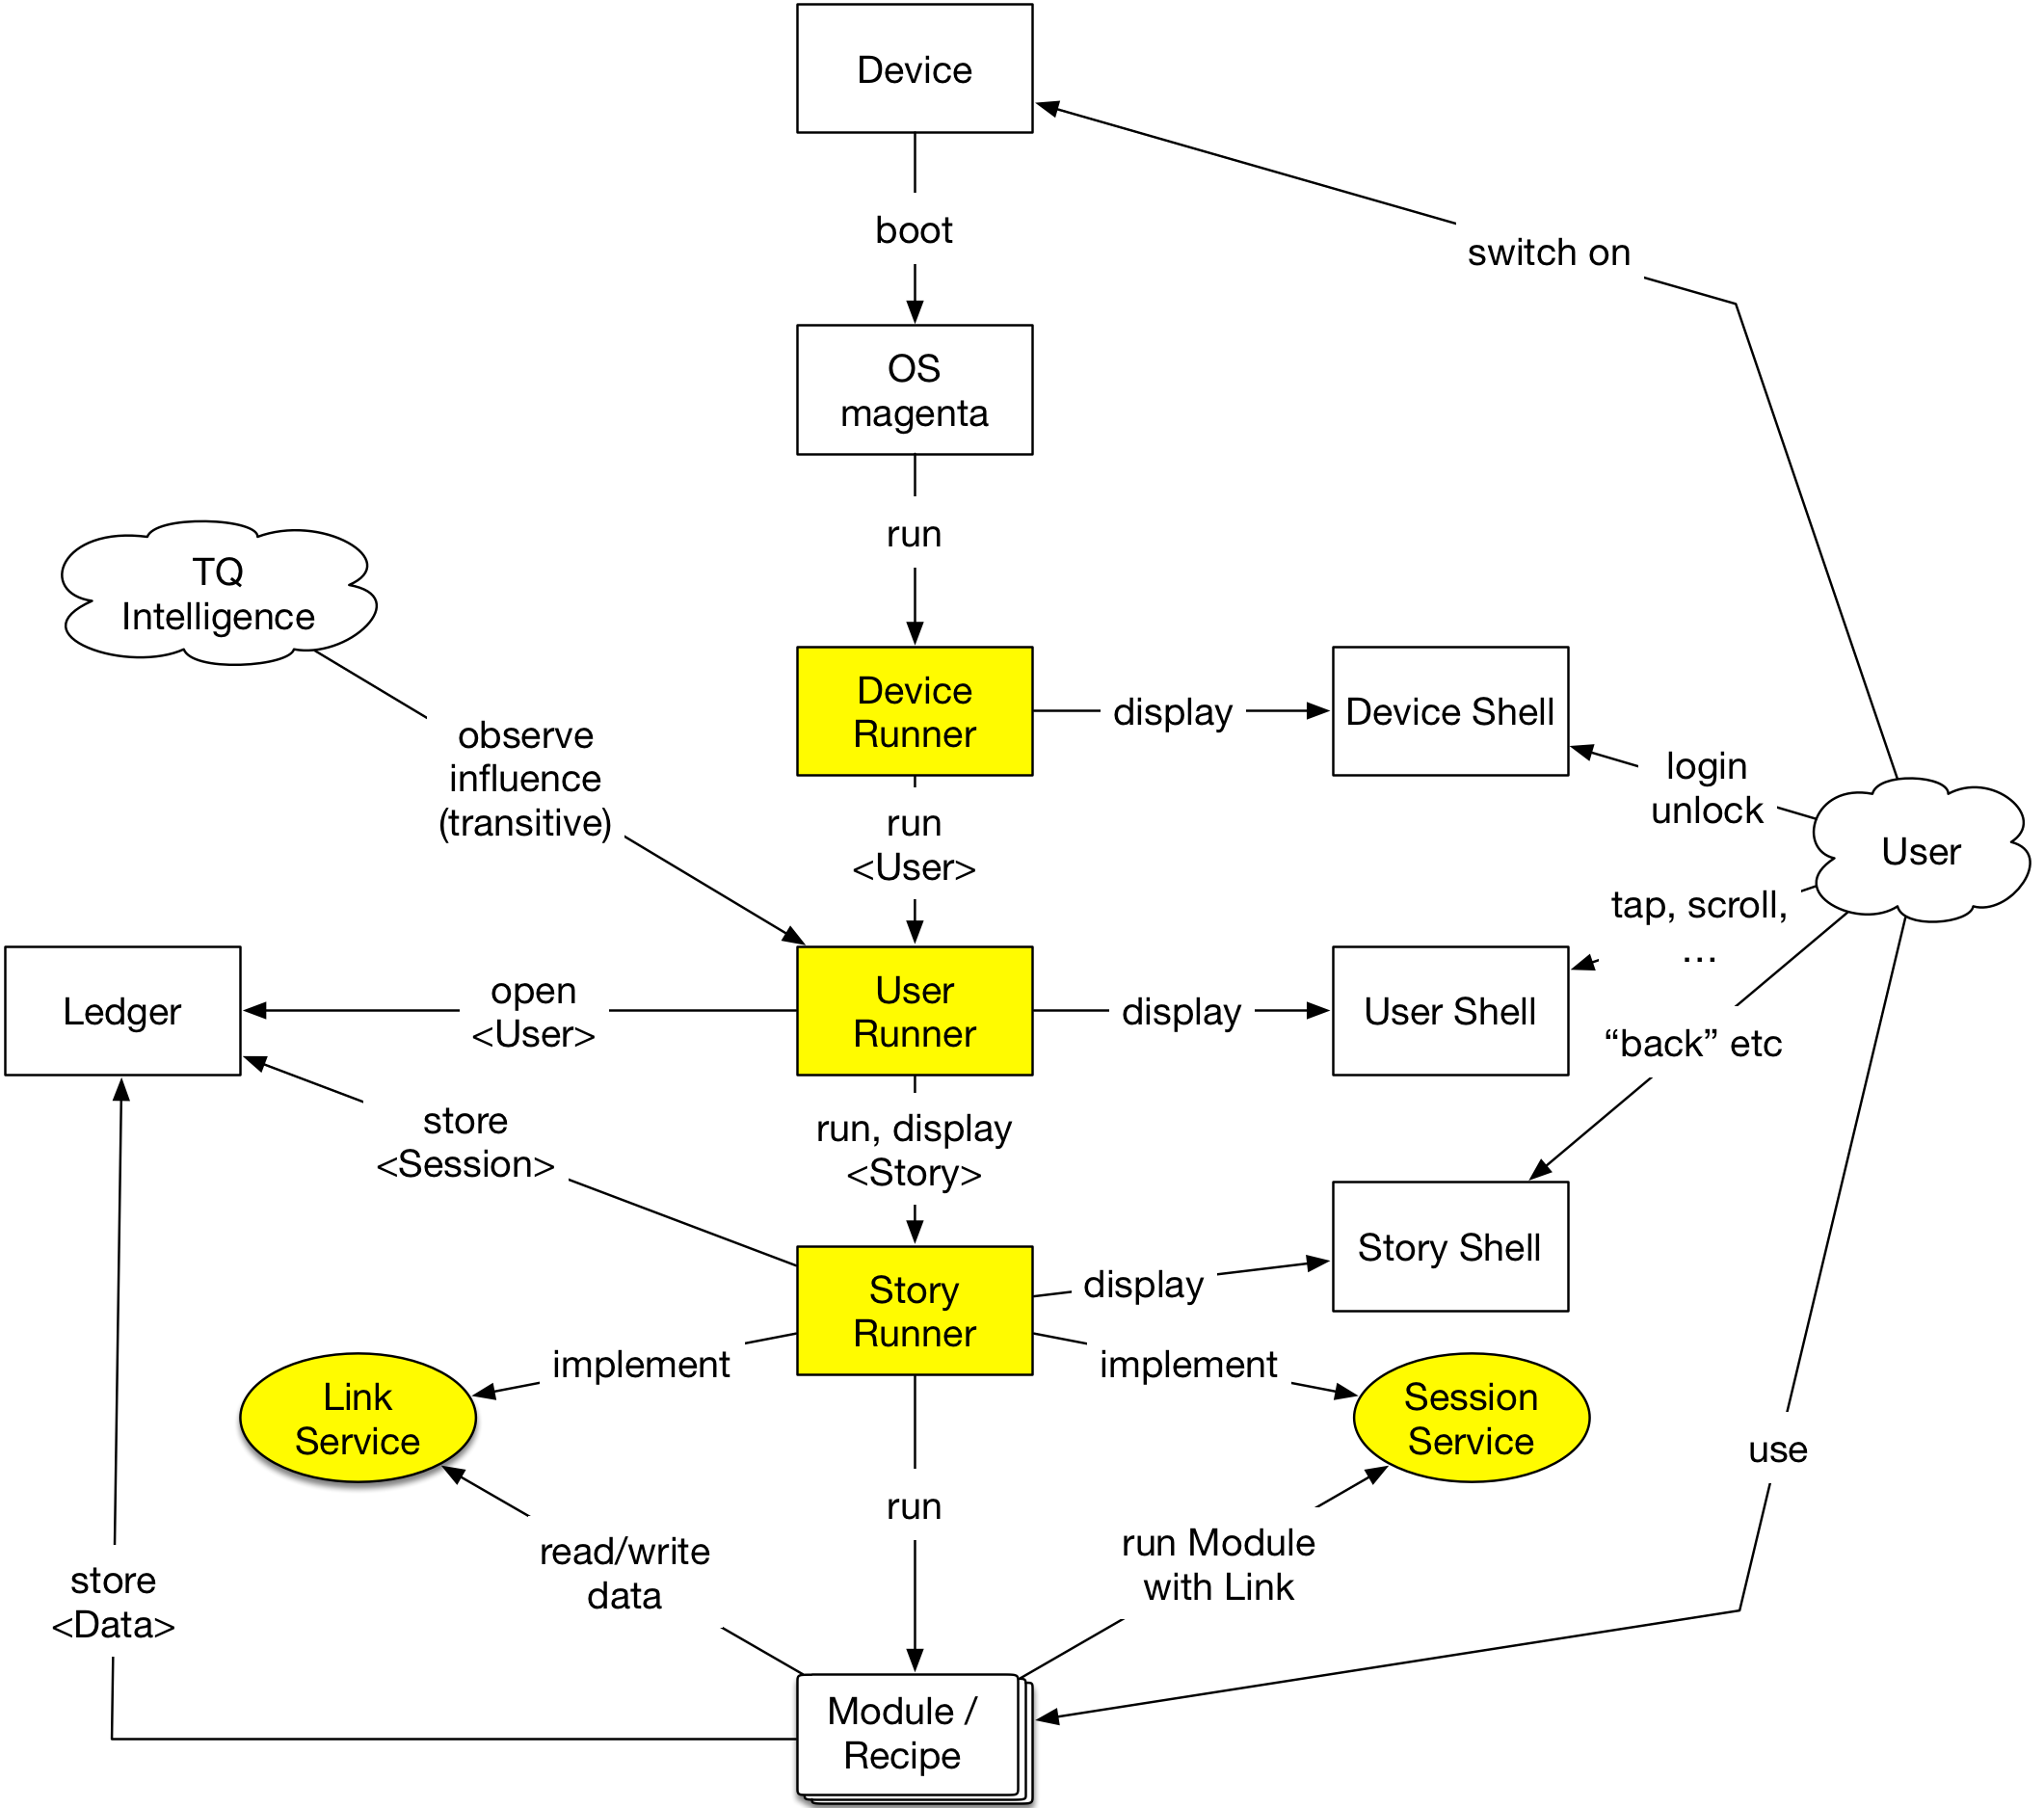 Device
boot
switch on
OS
magenta
run
TQ
Intelligence
Device
Runner
display
Device Shell
observe
influence
(transitive)
login
unlock
run
<User>
User
tap, scroll,
...
Ledger
open
<User>
User
Runner
display
User Shell
“back” etc
store
<Session>
run, display
<Story>
Story
Runner
display
Story Shell
implement
implement
Link
Service
Session
Service
use
run
read/write
data
run Module
with Link
store
<Data>
Module /
Recipe